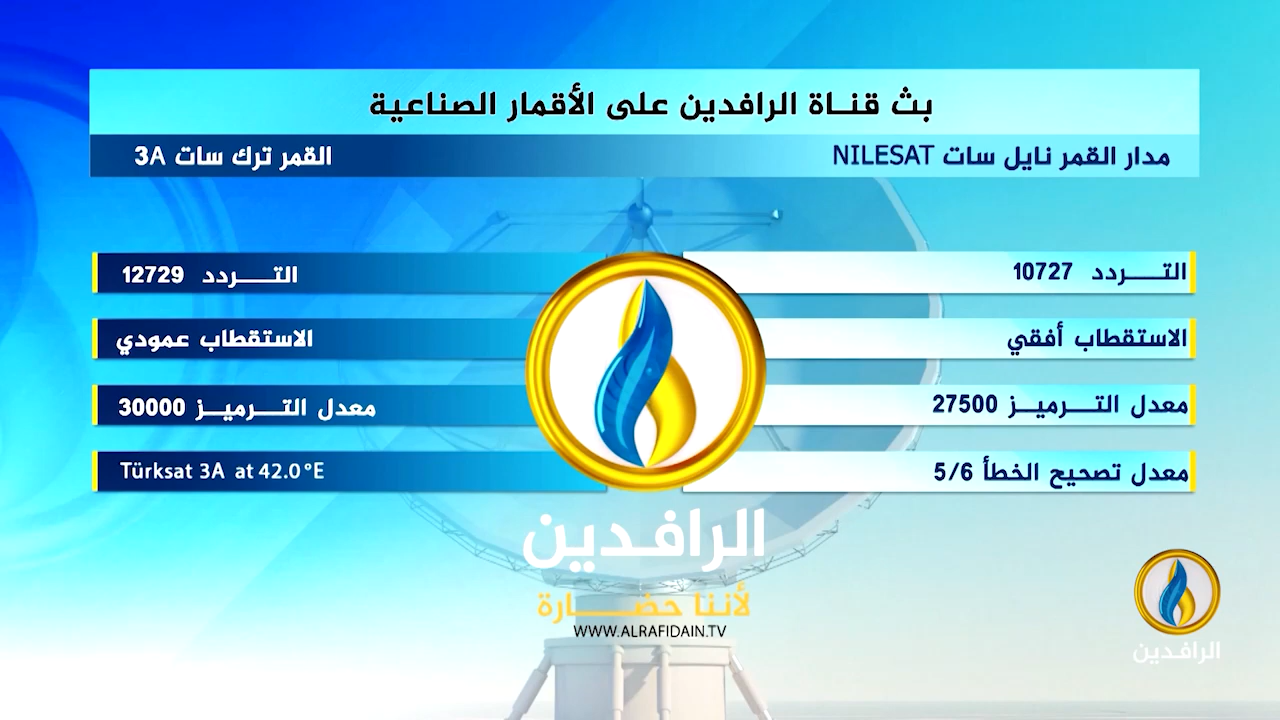 بث قناة الرافدين على الأقمار الصناعية
مدار القمر نايل سات NILESAT
القمر ترك سات 3A
التردد 10727
التردد 12729
الاستقطاب أفقي
الاستقطاب عمودي
معدل الترميز 27500
معدل الترميز 30000
معدل تصحيح الخطأ 5/6
Türksat 3A at 42.0°E
الرافدين
لأننا حضارة
WWW.ALRAFIDAIN.TV
الرافدين